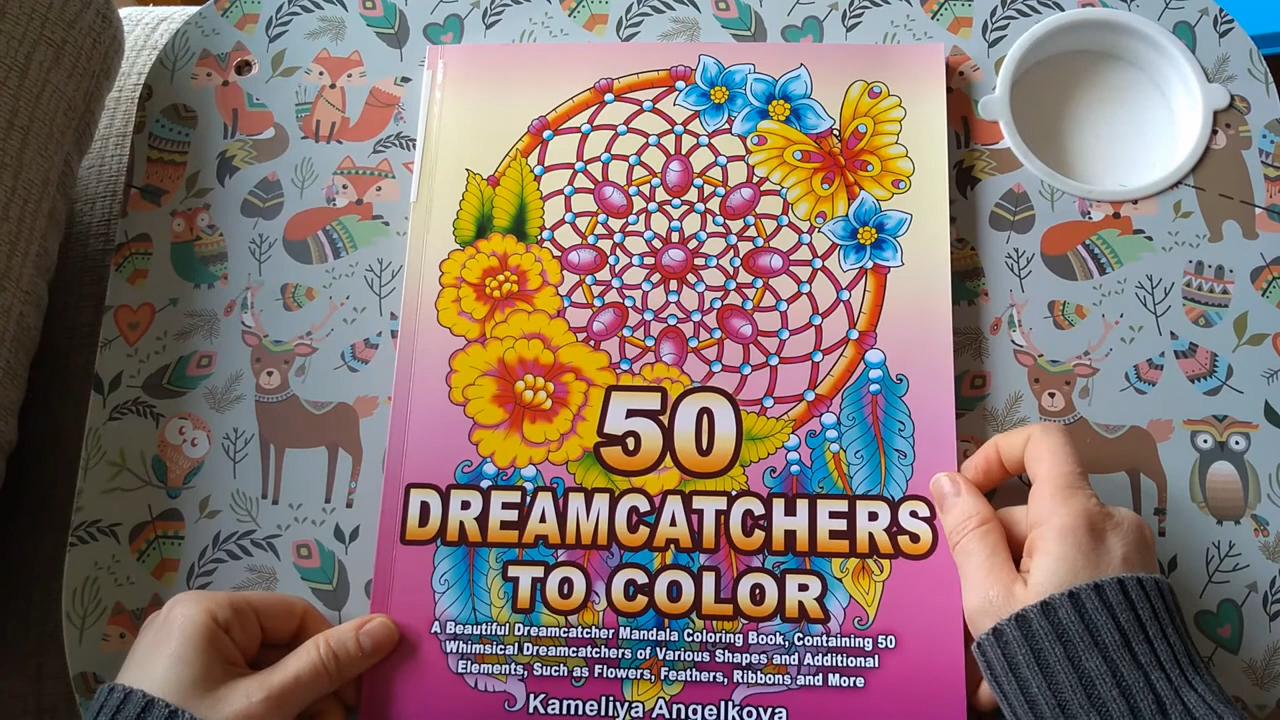 50
DREAMCATCHERS
TO COLOR
A Beautiful Dreamcatcher Mandala Coloring Book, Containing 50
Whimsical Dreamcatchers of Various Shapes and Additional
Elements, Such as Flowers, Feathers, Ribbons and More
Kameliya Angelkova